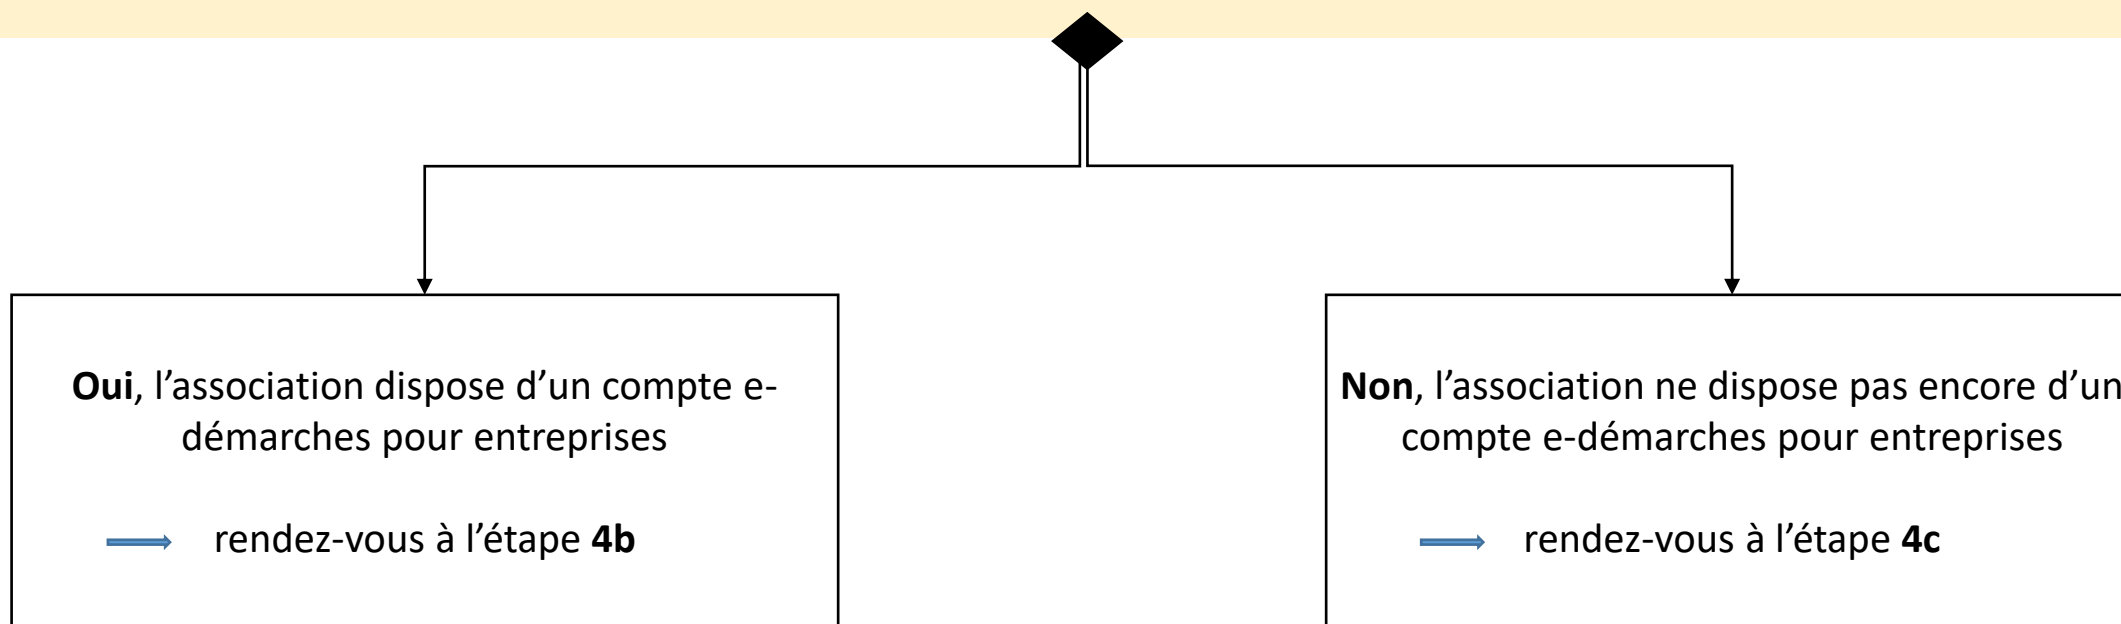 Oui, l’association dispose d’un compte e-
démarches pour entreprises
rendez-vous à l’étape 4b
Non, l’association ne dispose pas encore d’un
compte e-démarches pour entreprises
rendez-vous à l’étape 4c